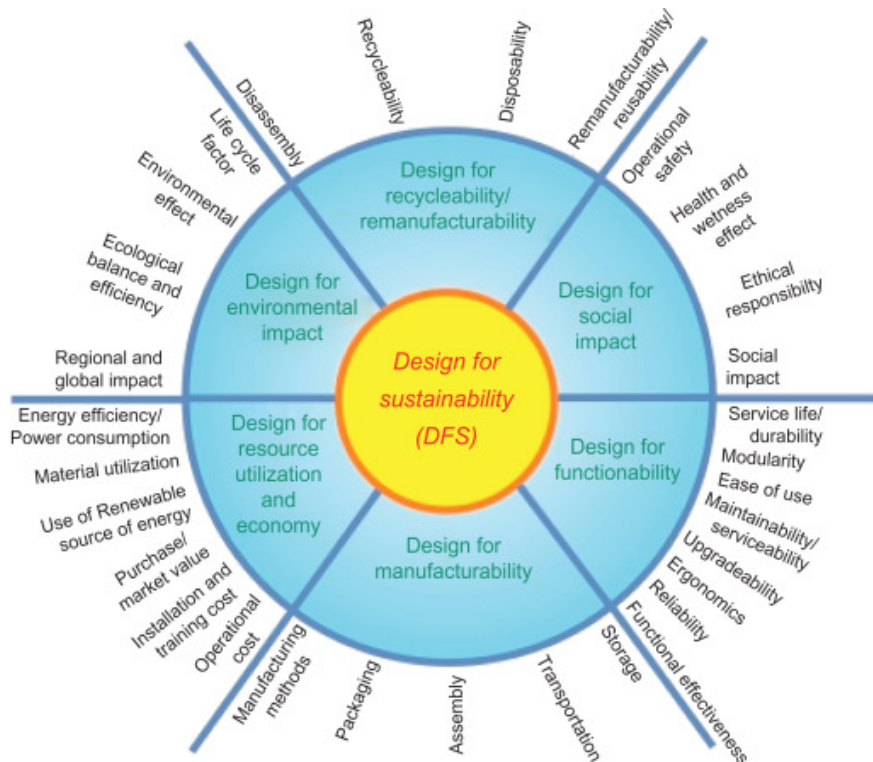 Disassembly
Recycleability
Disposability
Remanufacturability/
reusability
Life cycle
factor
Environmental
effect
Ecological
balance and
efficiency
Regional and
global impact
Operational
safety
Health and
wetness
effect
Ethical
responsibilty
Social
impact
Design for
recycleability/
remanufacturability
Design for
environmental
impact
Design for
social
impact
Design for
sustainability
(DFS)
Design for
resource
utilization
and
economy
Design for
functionability
Design for
manufacturability
Energy efficiency/
Power consumption
Material utilization
Use of Renewable
source of energy
Purchase/
market value
Installation and
training cost
Operational
cost
Service life/
durability
Modularity
Ease of use
Maintainability/
serviceability
Upgradeability
Ergonomics
Reliability
Functional effectiveness
Manufacturing
methods
Packaging
Assembly
Transportation
Storage